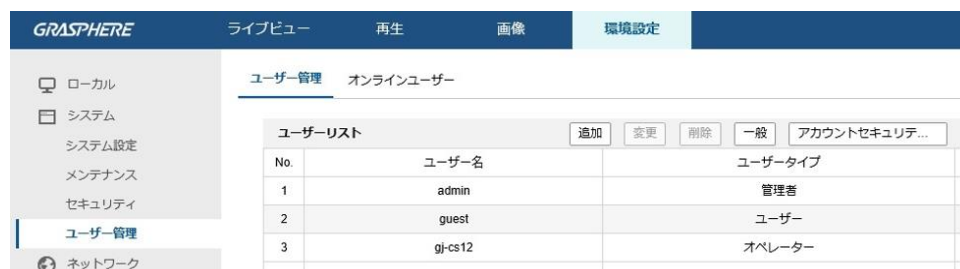 GRASPHERE ライブビュー 再生 画像 環境設定
ローカル
システム
システム設定
メンテナンス
セキュリティ
ユーザー管理
ネットワーク
ユーザー管理 オンラインユーザー
ユーザーリスト 追加 変更 削除 一般 アカウントセキュリテ...
No. ユーザー名 ユーザータイプ
1 admin 管理者
2 guest ユーザー
3 gj-cs12 オペレーター